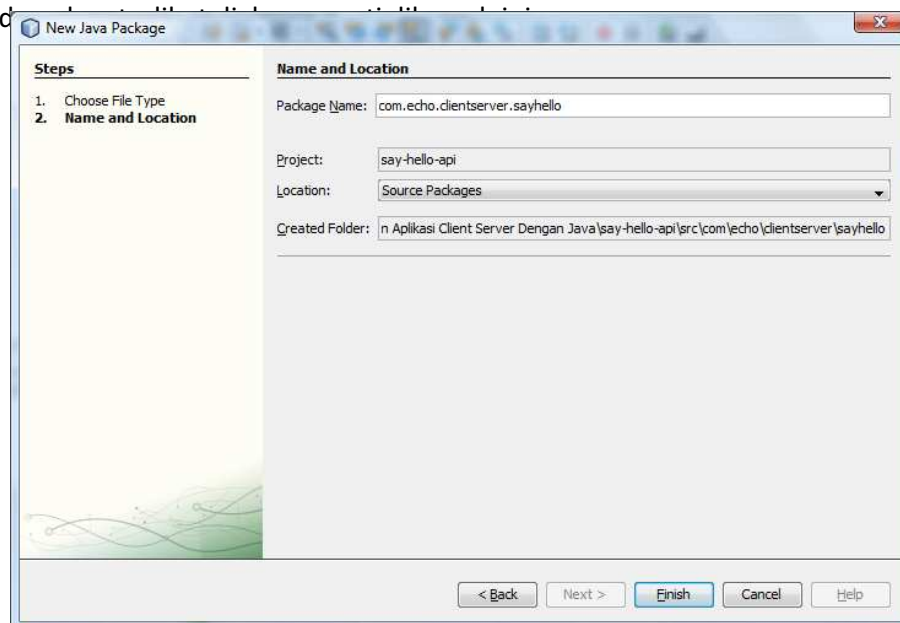 New Java Package
Steps
1. Choose File Type
2. Name and Location
Name and Location
Package Name: com.echo.clientserver.sayhello
Project: say-hello-api
Location: Source Packages
Created Folder: n Aplikasi Client Server Dengan Java\say-hello-api\src\com\echo\clientserver\sayhello
< Back Next > Finish Cancel Help